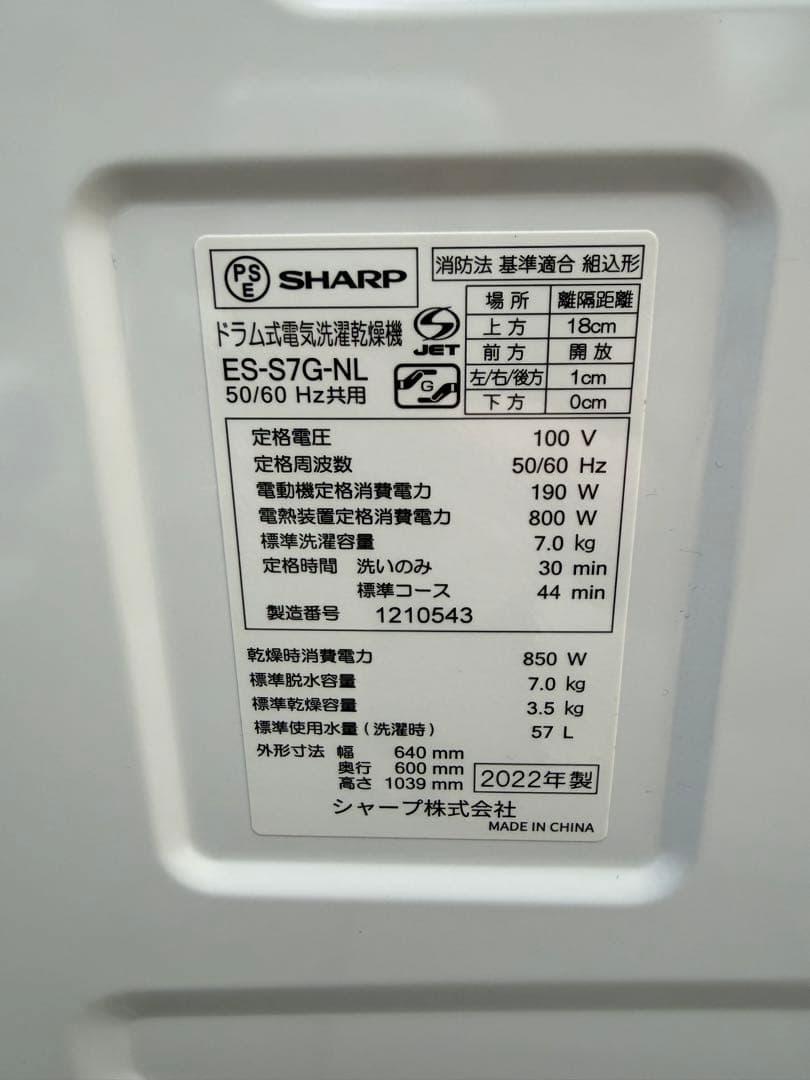 PSE SHARP
消防法 基準適合 組込形
ドラム式電気洗濯乾燥機
ES-S7G-NL
50/60 Hz共用
S JET
G
場所 離隔距離
上方 18cm
前方 開放
左/右/後方 1cm
下方 0cm
定格電圧 100 V
定格周波数 50/60 Hz
電動機定格消費電力 190 W
電熱装置定格消費電力 800 W
標準洗濯容量 7.0 kg
定格時間 洗いのみ 30 min
標準コース 44 min
製造番号 1210543
乾燥時消費電力 850 W
標準脱水容量 7.0 kg
標準乾燥容量 3.5 kg
標準使用水量(洗濯時) 57 L
外形寸法 幅 640 mm
奥行 600 mm
高さ 1039 mm
2022年製
シャープ株式会社
MADE IN CHINA